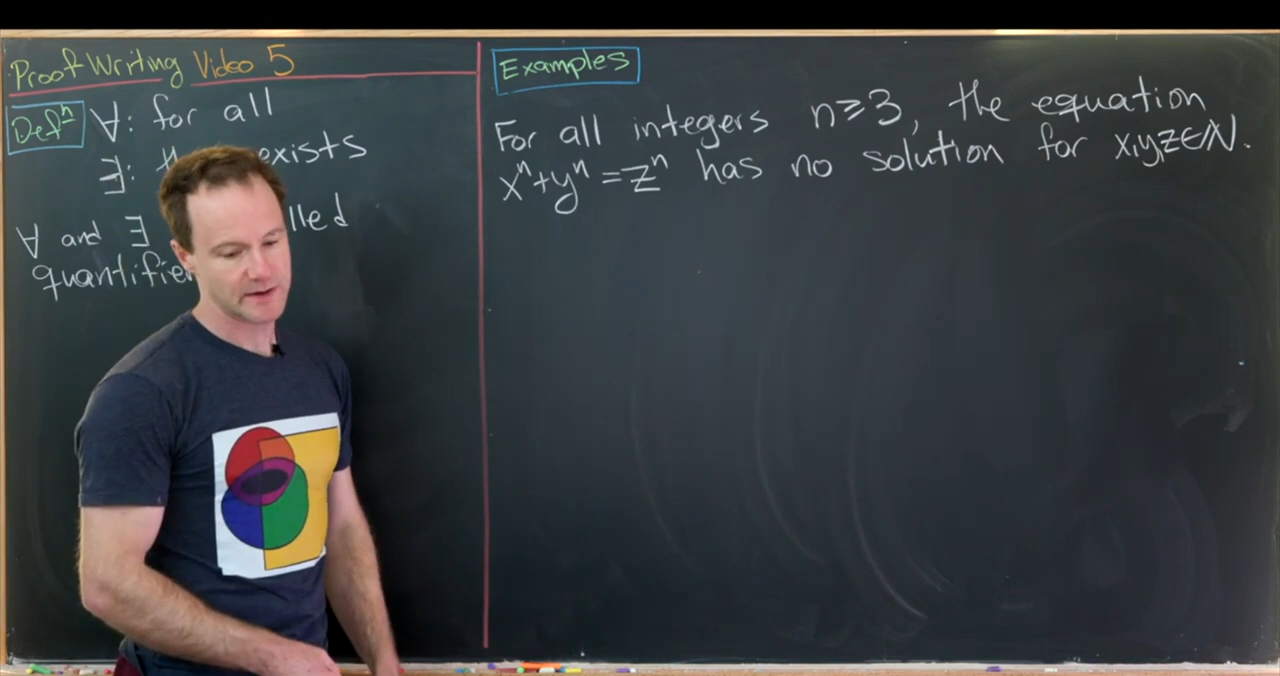 Proof Writing Video 5
Defⁿ ∀: for all
∃: exists
∀ and ∃ lled
Examples
For all integers n≥3, the equation
xⁿ+yⁿ=zⁿ has no solution for x,y,z∈ℕ.